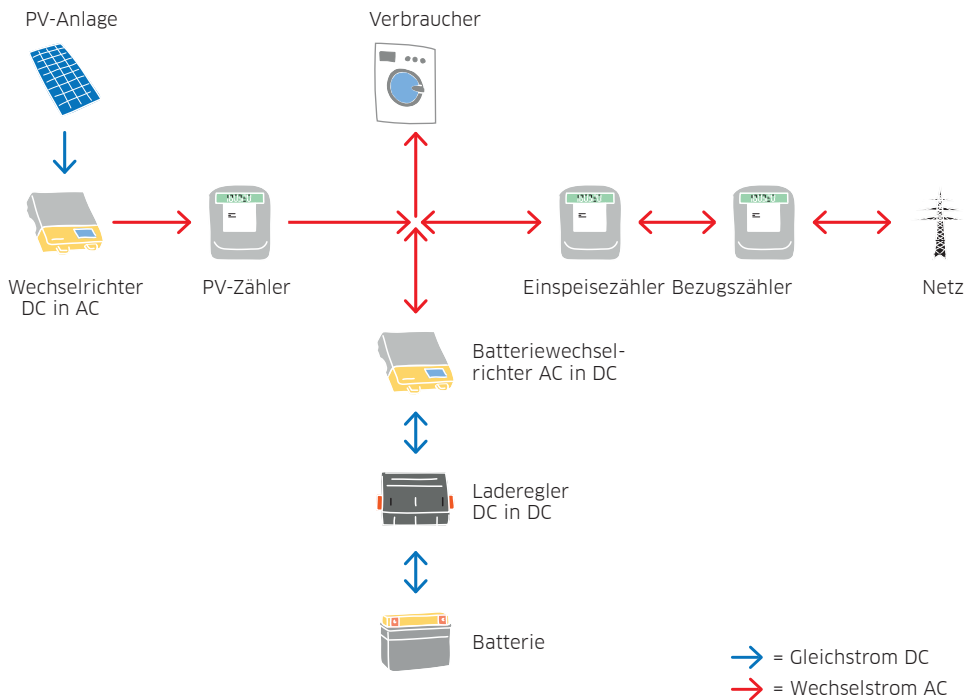 PV-Anlage
Verbraucher
Wechselrichter
DC in AC
PV-Zähler
Einspeisezähler
Bezugszähler
Netz
Batteriewechsel-
richter AC in DC
Laderegler
DC in DC
Batterie
= Gleichstrom DC
= Wechselstrom AC